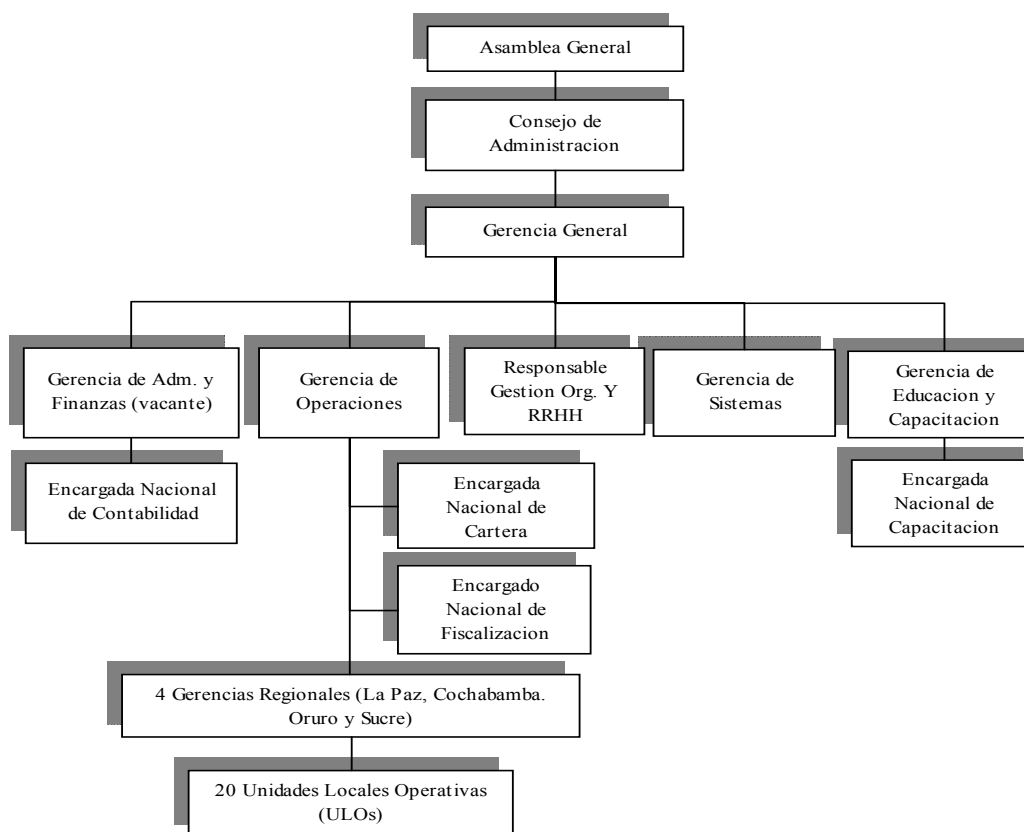 Asamblea General
Consejo de
Administracion
Gerencia General
Gerencia de Adm. y
Finanzas (vacante)
Gerencia de
Operaciones
Responsable
Gestion Org. Y
RRHH
Gerencia de
Sistemas
Gerencia de
Educacion y
Capacitacion
Encargada Nacional
de Contabilidad
Encargada
Nacional de
Cartera
Encargada
Nacional de
Capacitacion
Encargado
Nacional de
Fiscalizacion
4 Gerencias Regionales (La Paz, Cochabamba.
Oruro y Sucre)
20 Unidades Locales Operativas
(ULOs)